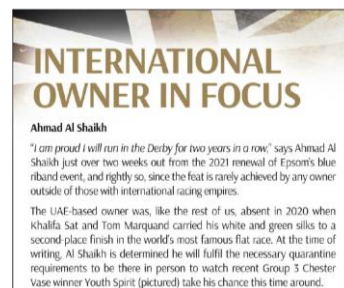 INTERNATIONAL
OWNER IN FOCUS
Ahmad Al Shaikh
"I am proud I will run in the Derby for two years in a row," says Ahmad Al
Shaikh just over two weeks out from the 2021 renewal of Epsom's blue
riband event, and rightly so, since the feat is rarely achieved by any owner
outside of those with international racing empires.
The UAE-based owner was, like the rest of us, absent in 2020 when
Khalifa Sat and Tom Marquand carried his white and green silks to a
second-place finish in the world's most famous flat race. At the time of
writing, Al Shaikh is determined he will fulfil the necessary quarantine
requirements to be there in person to watch recent Group 3 Chester
Vase winner Youth Spirit (pictured) take his chance this time around.